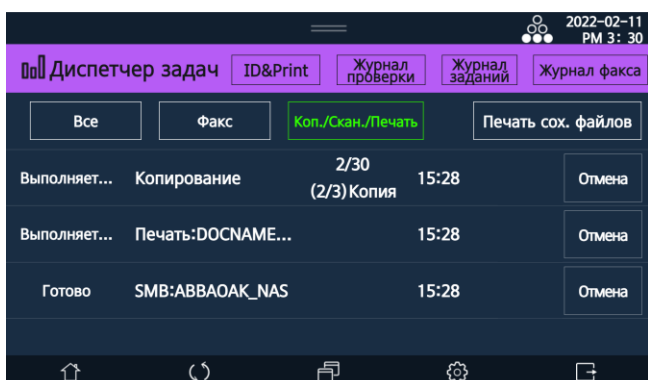 2022-02-11
PM 3: 30
Диспетчер задач
ID&Print
Журнал
проверки
Журнал
заданий
Журнал факса
Все
Факс
Коп./Скан./Печать
Печать сох. файлов
Выполняет...
Копирование
2/30
(2/3)Копия
15:28
Отмена
Выполняет...
Печать:DOCNAME...
15:28
Отмена
Готово
SMB:ABBAOAK_NAS
15:28
Отмена